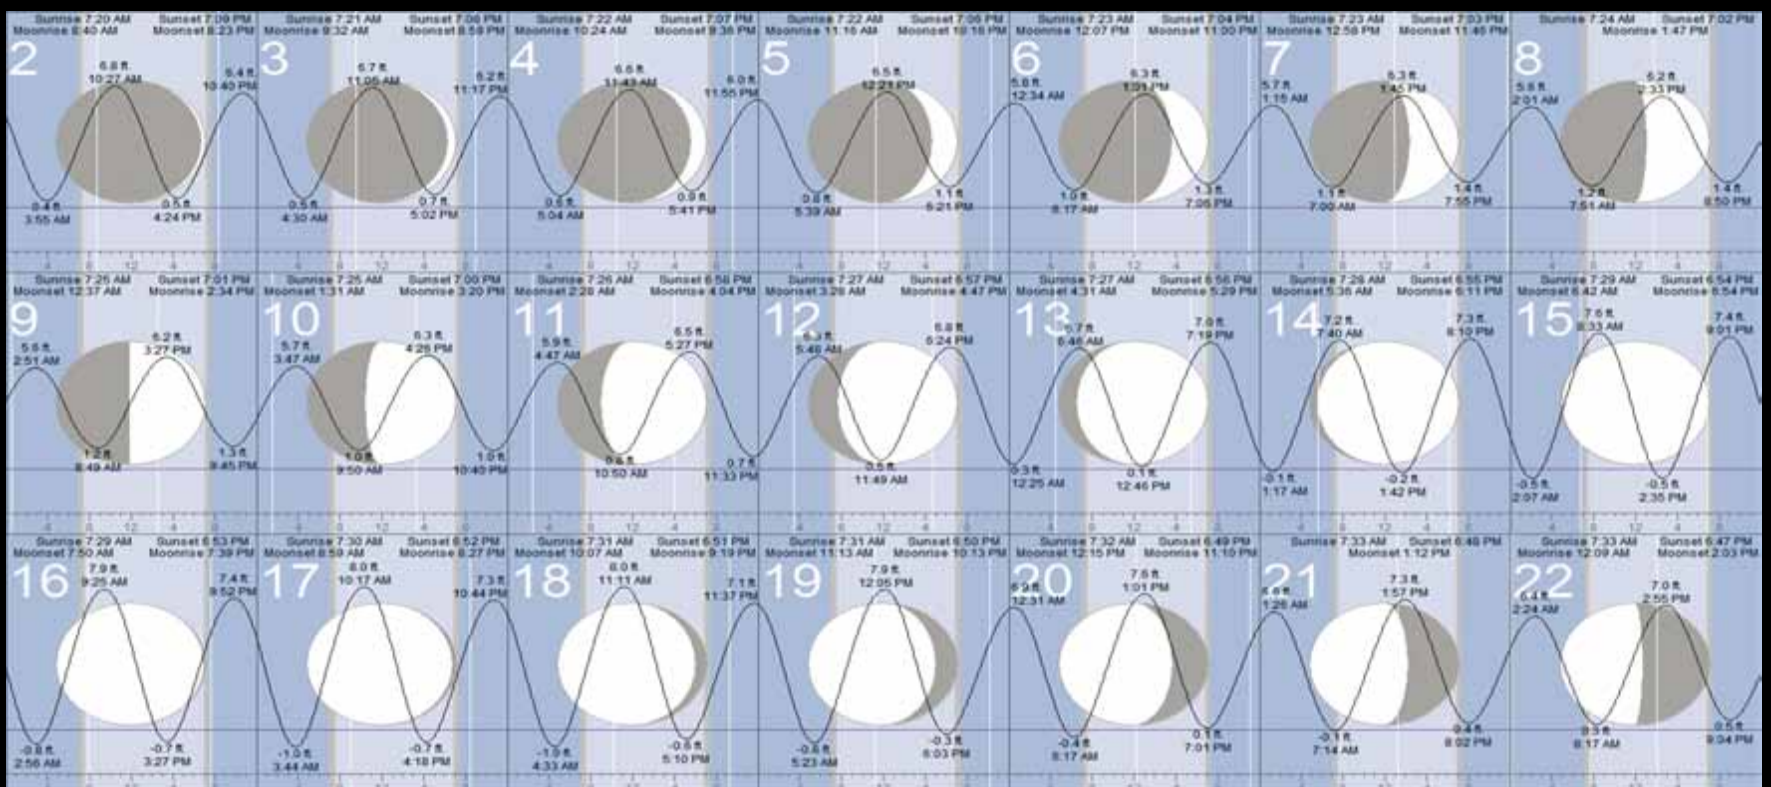 Sunrise 7:20 AM Sunset 7:09 PM
Moonrise 8:40 AM Moonset 8:23 PM
2
6.8 ft.
10:27 AM
6.4 ft.
10:40 PM
0.4 ft.
3:55 AM
0.5 ft.
4:24 PM
Sunrise 7:21 AM Sunset 7:08 PM
Moonrise 9:32 AM Moonset 8:59 PM
3
6.7 ft.
11:05 AM
6.2 ft.
11:17 PM
0.5 ft.
4:30 AM
0.7 ft.
5:02 PM
Sunrise 7:22 AM Sunset 7:07 PM
Moonrise 10:24 AM Moonset 9:36 PM
4
6.6 ft.
11:43 AM
6.0 ft.
11:55 PM
0.6 ft.
5:04 AM
0.9 ft.
5:41 PM
Sunrise 7:22 AM Sunset 7:05 PM
Moonrise 11:16 AM Moonset 10:16 PM
5
6.5 ft.
12:21 PM
0.8 ft.
5:39 AM
1.1 ft.
6:21 PM
Sunrise 7:23 AM Sunset 7:04 PM
Moonrise 12:07 PM Moonset 11:00 PM
6
5.8 ft.
12:34 AM
6.3 ft.
1:01 PM
1.0 ft.
6:17 AM
1.3 ft.
7:05 PM
Sunrise 7:23 AM Sunset 7:03 PM
Moonrise 12:58 PM Moonset 11:46 PM
7
5.7 ft.
1:15 AM
6.3 ft.
1:45 PM
1.1 ft.
7:00 AM
1.4 ft.
7:55 PM
Sunrise 7:24 AM Sunset 7:02 PM
Moonrise 1:47 PM
8
5.6 ft.
2:01 AM
6.2 ft.
2:33 PM
1.2 ft.
7:51 AM
1.4 ft.
8:50 PM
Sunrise 7:25 AM Sunset 7:01 PM
Moonset 12:37 AM Moonrise 2:34 PM
9
5.6 ft.
2:51 AM
6.2 ft.
3:27 PM
1.2 ft.
8:49 AM
1.3 ft.
9:45 PM
Sunrise 7:25 AM Sunset 7:00 PM
Moonset 1:31 AM Moonrise 3:20 PM
10
5.7 ft.
3:47 AM
6.3 ft.
4:26 PM
1.0 ft.
9:50 AM
1.0 ft.
10:40 PM
Sunrise 7:26 AM Sunset 6:58 PM
Moonset 2:28 AM Moonrise 4:04 PM
11
5.9 ft.
4:47 AM
6.5 ft.
5:27 PM
0.8 ft.
10:50 AM
0.7 ft.
11:33 PM
Sunrise 7:27 AM Sunset 6:57 PM
Moonset 3:28 AM Moonrise 4:47 PM
12
6.3 ft.
5:48 AM
6.8 ft.
6:24 PM
0.5 ft.
11:49 AM
Sunrise 7:27 AM Sunset 6:56 PM
Moonset 4:31 AM Moonrise 5:29 PM
13
6.7 ft.
6:46 AM
7.0 ft.
7:19 PM
0.3 ft.
12:25 AM
0.1 ft.
12:46 PM
Sunrise 7:28 AM Sunset 6:55 PM
Moonset 5:36 AM Moonrise 6:11 PM
14
7.2 ft.
7:40 AM
7.3 ft.
8:10 PM
-0.1 ft.
1:17 AM
-0.2 ft.
1:42 PM
Sunrise 7:29 AM Sunset 6:54 PM
Moonset 6:42 AM Moonrise 6:54 PM
15
7.6 ft.
8:33 AM
7.4 ft.
9:01 PM
-0.5 ft.
2:07 AM
-0.5 ft.
2:35 PM
Sunrise 7:29 AM Sunset 6:53 PM
Moonset 7:50 AM Moonrise 7:39 PM
16
7.9 ft.
9:25 AM
7.4 ft.
9:52 PM
-0.8 ft.
2:56 AM
-0.7 ft.
3:27 PM
Sunrise 7:30 AM Sunset 6:52 PM
Moonset 8:59 AM Moonrise 8:27 PM
17
8.0 ft.
10:17 AM
7.3 ft.
10:44 PM
-1.0 ft.
3:44 AM
-0.7 ft.
4:18 PM
Sunrise 7:31 AM Sunset 6:51 PM
Moonset 10:07 AM Moonrise 9:19 PM
18
8.0 ft.
11:11 AM
7.1 ft.
11:37 PM
4:33 AM
-0.6 ft.
5:10 PM
Sunrise 7:31 AM Sunset 6:50 PM
Moonset 11:13 AM Moonrise 10:13 PM
19
7.9 ft.
12:05 PM
5:23 AM
-0.3 ft.
6:03 PM
Sunrise 7:32 AM Sunset 6:49 PM
Moonset 12:15 PM Moonrise 11:10 PM
20
6.9 ft.
12:31 AM
7.6 ft.
1:01 PM
-0.4 ft.
6:17 AM
0.1 ft.
7:01 PM
Sunrise 7:33 AM Sunset 6:48 PM
Moonset 1:12 PM
21
6.6 ft.
1:26 AM
7.3 ft.
1:57 PM
-0.1 ft.
7:14 AM
0.4 ft.
8:02 PM
Sunrise 7:33 AM Sunset 6:47 PM
Moonrise 12:09 AM Moonset 2:03 PM
22
6.4 ft.
2:24 AM
7.0 ft.
2:55 PM
0.3 ft.
8:17 AM
9:04 PM